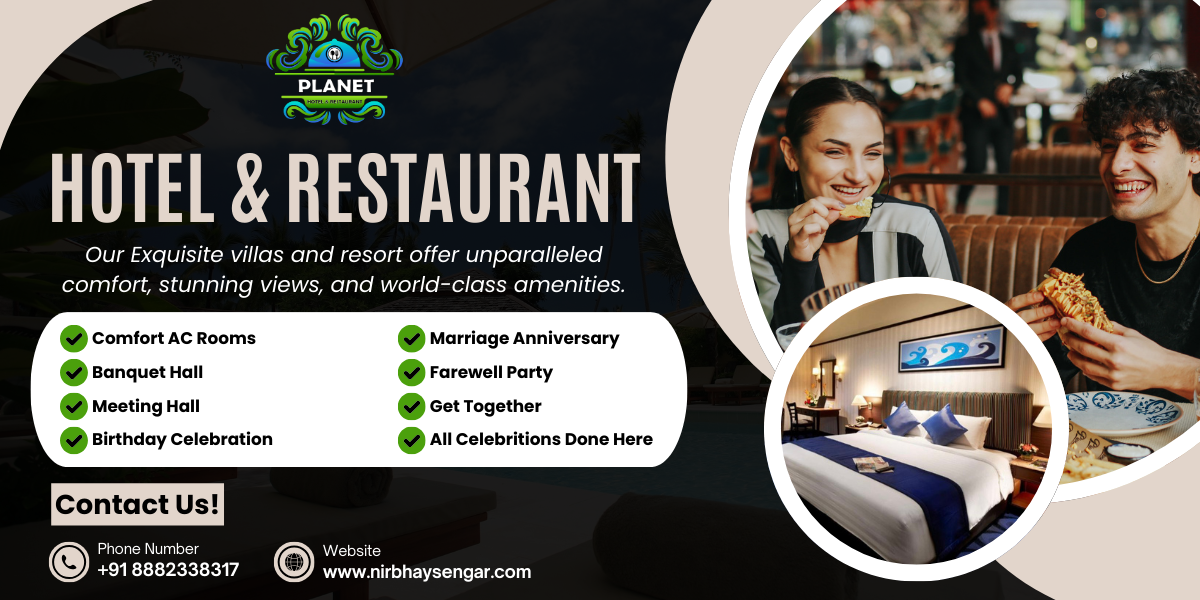 PLANET
HOTEL & RESTAURANT
HOTEL & RESTAURANT
Our Exquisite villas and resort offer unparalleled
comfort, stunning views, and world-class amenities.
Comfort AC Rooms
Banquet Hall
Meeting Hall
Birthday Celebration
Marriage Anniversary
Farewell Party
Get Together
All Celebritions Done Here
Contact Us!
Phone Number
+91 8882338317
Website
www.nirbhaysengar.com